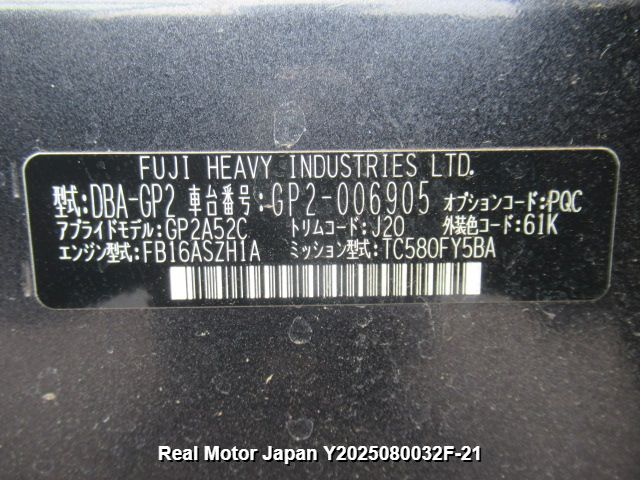 FUJI HEAVY INDUSTRIES LTD.
型式:DBA-GP2 車台番号:GP2-006905 オプションコード:PQC
アプライドモデル:GP2A52C トリムコード:J20 外装色コード:61K
エンジン型式:FB16ASZH1A ミッション型式:TC580FY5BA
Real Motor Japan Y2025080032F-21